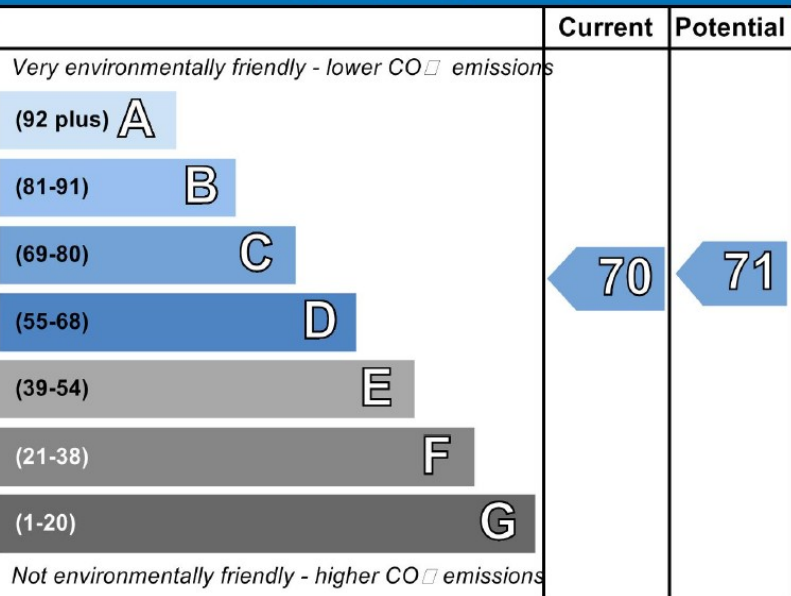 Current Potential
Very environmentally friendly - lower CO▯ emissions
(92 plus) A
(81-91) B
(69-80) C
70 71
(55-68) D
(39-54) E
(21-38) F
(1-20) G
Not environmentally friendly - higher CO▯ emissions